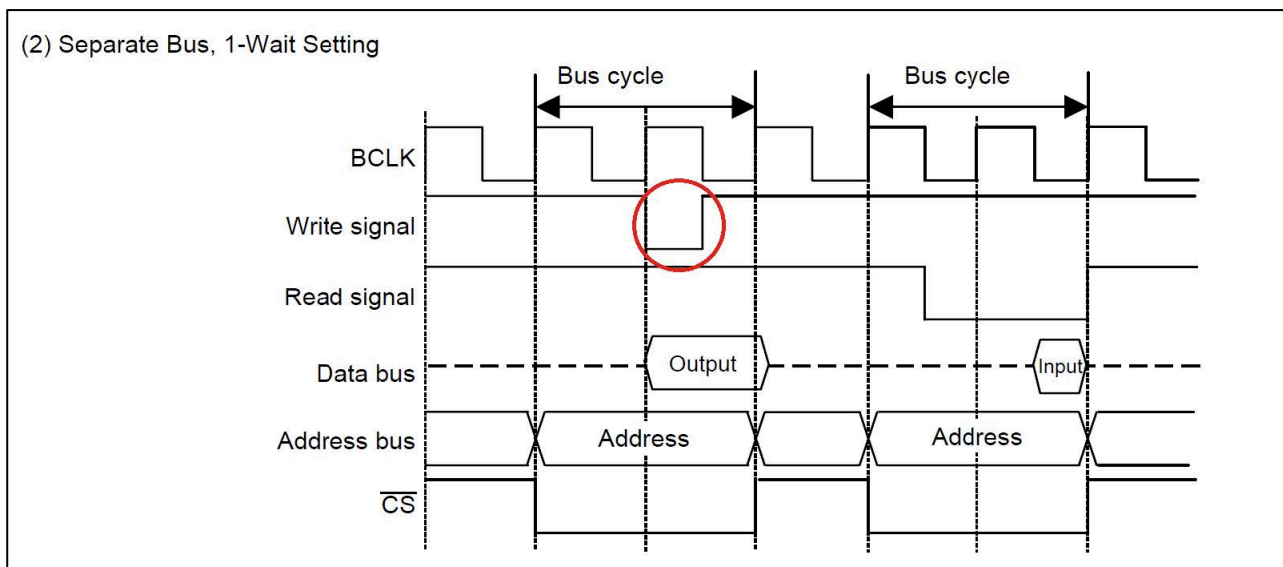 (2) Separate Bus, 1-Wait Setting
Bus cycle Bus cycle
BCLK
Write signal
Read signal
Data bus Output Input
Address bus Address Address
C̅S̅